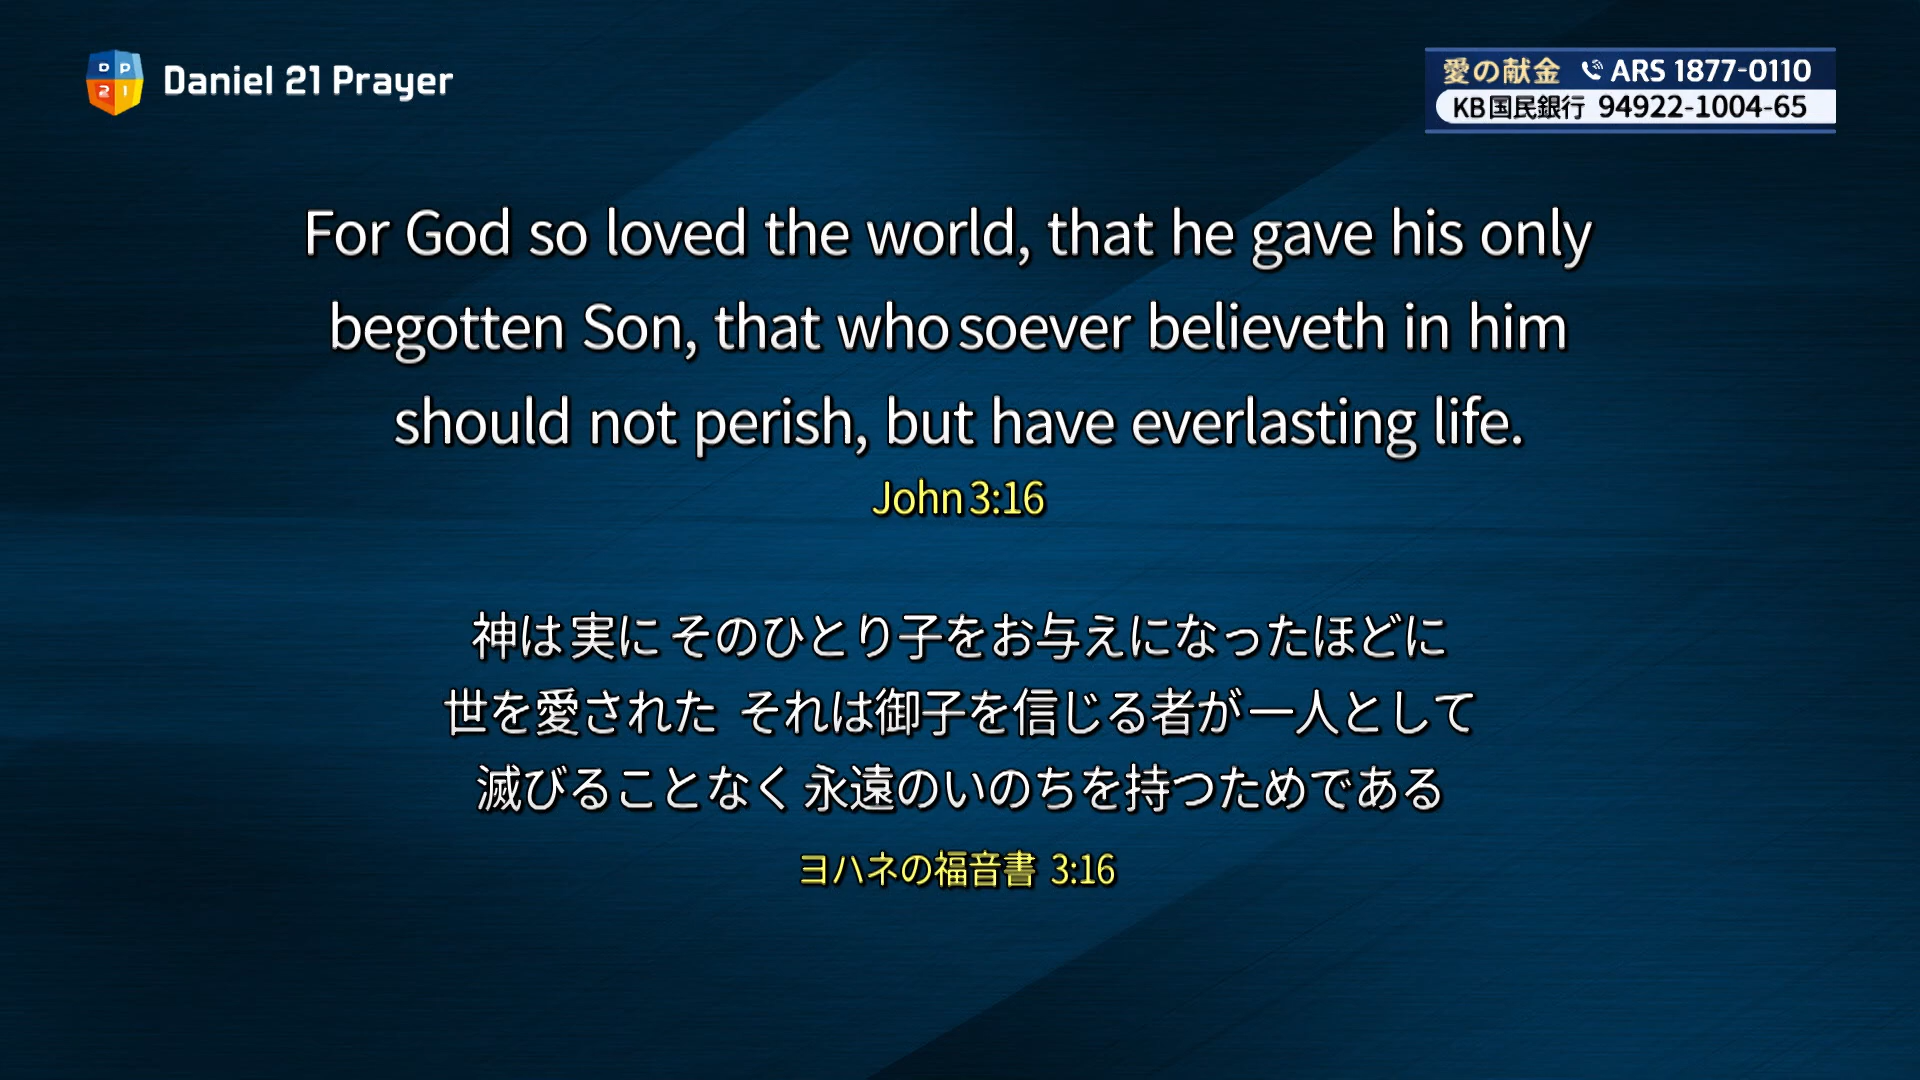 DP
21
Daniel 21 Prayer
愛の献金 ARS 1877-0110
KB国民銀行 94922-1004-65
For God so loved the world, that he gave his only
begotten Son, that whosoever believeth in him
should not perish, but have everlasting life.
John 3:16
神は実に そのひとり子をお与えになったほどに
世を愛された それは御子を信じる者が一人として
滅びることなく 永遠のいのちを持つためである
ヨハネの福音書 3:16